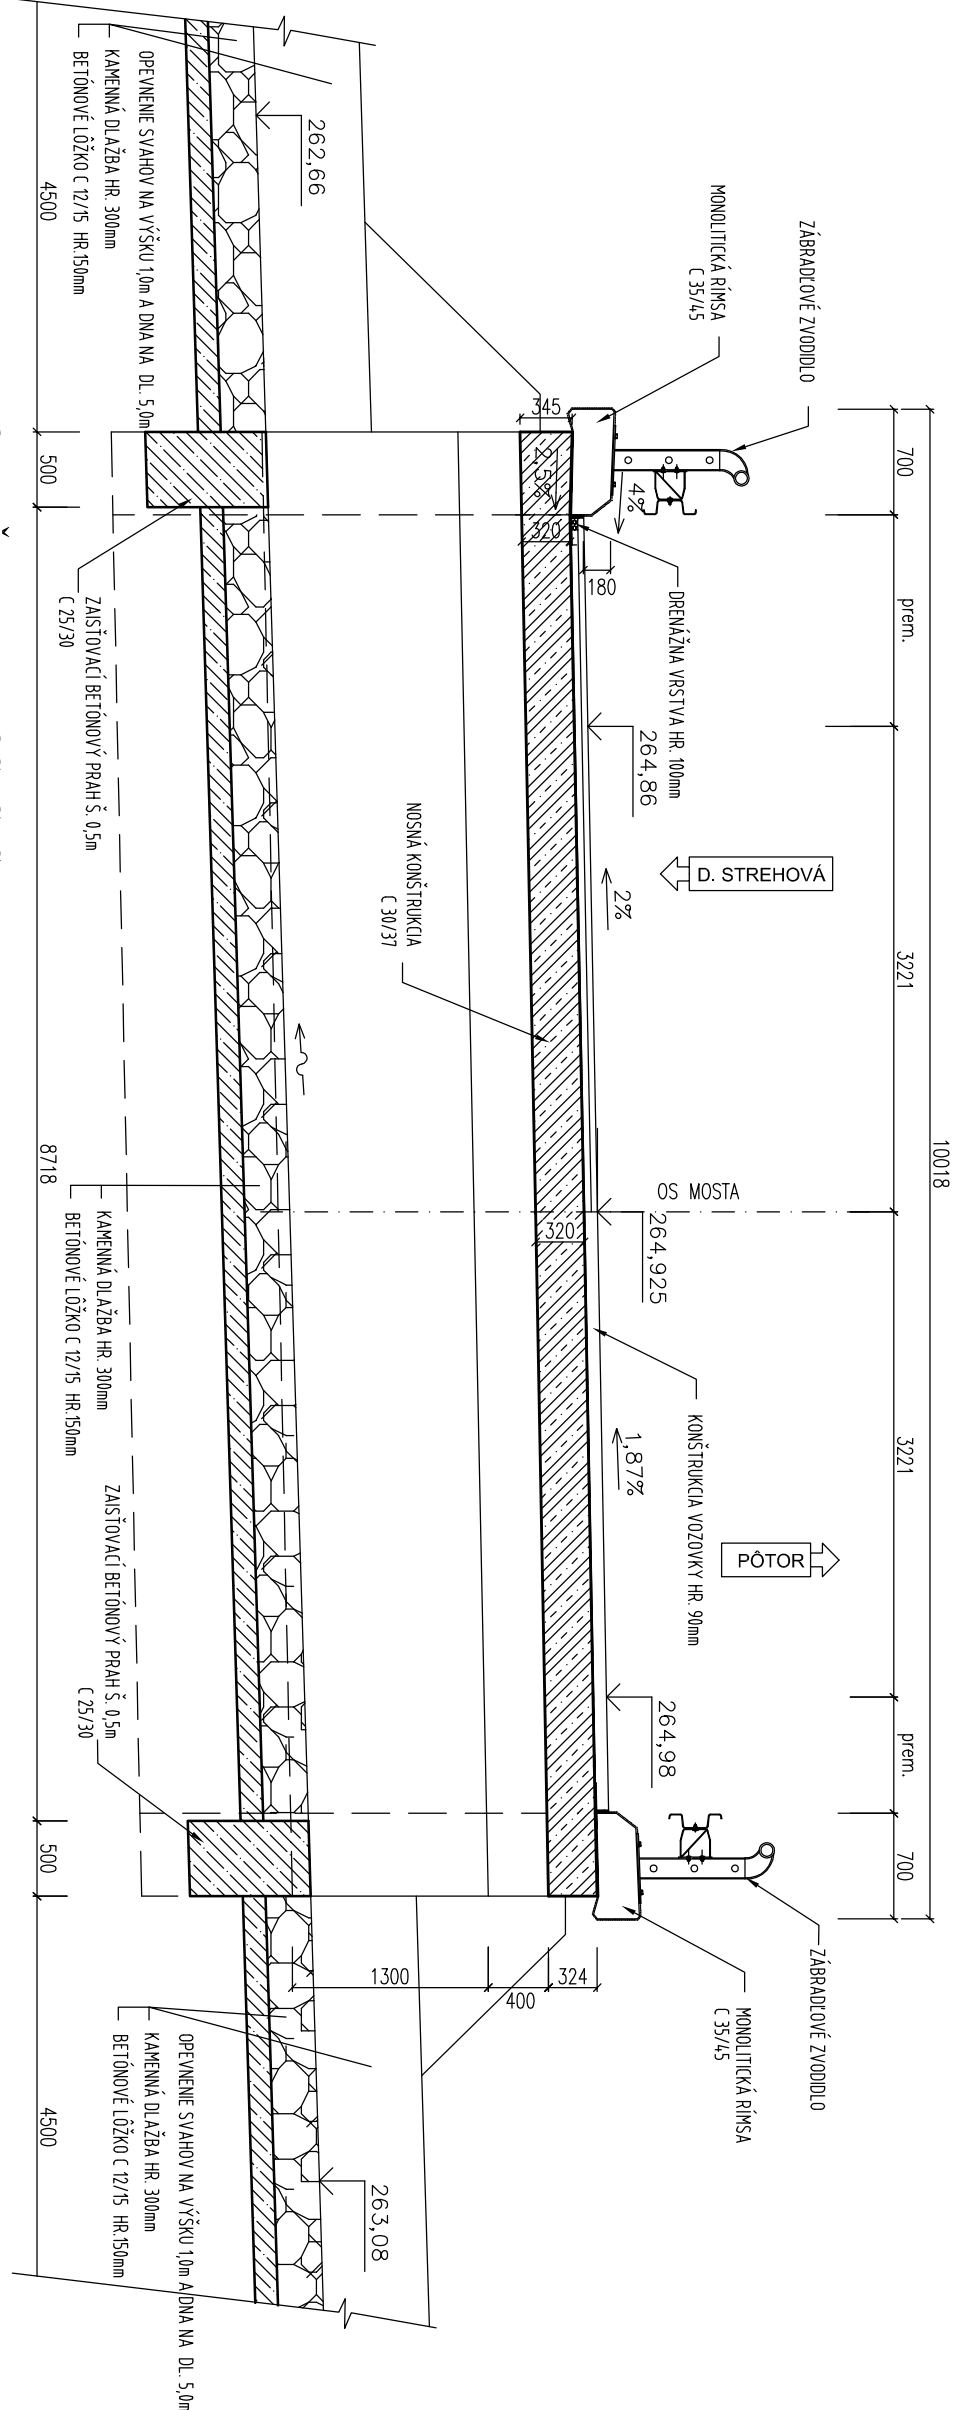 10018
700
prem.
3221
3221
prem.
700
ZÁBRADĽOVÉ ZVODIDLO
MONOLITICKÁ RÍMSA
C 35/45
ZÁBRADĽOVÉ ZVODIDLO
MONOLITICKÁ RÍMSA
C 35/45
D. STREHOVÁ
PÔTOR
OS MOSTA
264,86
264,925
264,98
2%
1,87%
4%
2,5%
345
320
180
320
324
400
1300
DRENÁŽNA VRSTVA HR. 100mm
KONŠTRUKCIA VOZOVKY HR. 90mm
NOSNÁ KONŠTRUKCIA
C 30/37
262,66
263,08
OPEVNENIE SVAHOV NA VÝŠKU 1,0m A DNA NA DL. 5,0m
KAMENNÁ DLAŽBA HR. 300mm
BETÓNOVÉ LÔŽKO C 12/15 HR.150mm
ZAISŤOVACÍ BETÓNOVÝ PRAH Š. 0,5m
C 25/30
KAMENNÁ DLAŽBA HR. 300mm
BETÓNOVÉ LÔŽKO C 12/15 HR.150mm
ZAISŤOVACÍ BETÓNOVÝ PRAH Š. 0,5m
C 25/30
OPEVNENIE SVAHOV NA VÝŠKU 1,0m A DNA NA DL. 5,0m
KAMENNÁ DLAŽBA HR. 300mm
BETÓNOVÉ LÔŽKO C 12/15 HR.150mm
4500
500
8718
500
4500